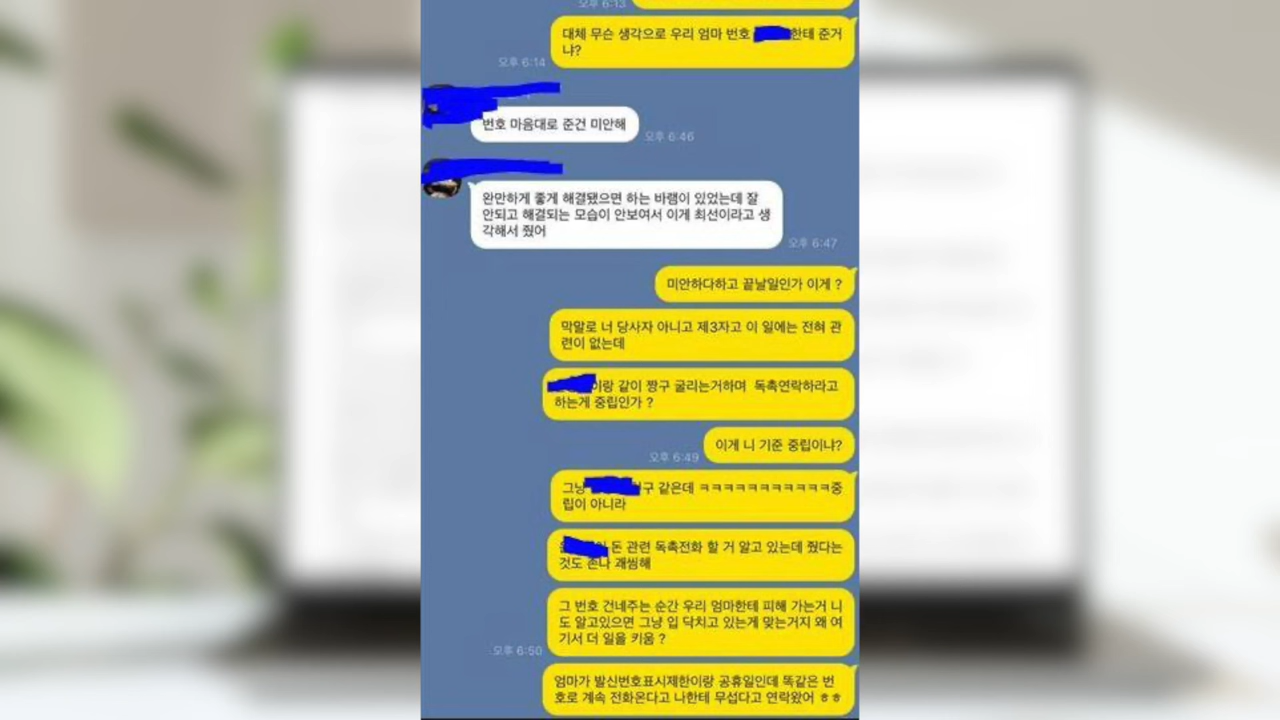 오후 6:13
대체 무슨 생각으로 우리 엄마 번호 한테 준거
냐?
오후 6:14
번호 마음대로 준건 미안해
오후 6:46
완만하게 좋게 해결됐으면 하는 바램이 있었는데 잘
안되고 해결되는 모습이 안보여서 이게 최선이라고 생
각해서 줬어
오후 6:47
미안하다하고 끝날일인가 이게 ?
막말로 너 당사자 아니고 제3자고 이 일에는 전혀 관
련이 없는데
이랑 같이 짱구 굴리는거하며 독촉연락하라고
하는게 중립인가 ?
이게 니 기준 중립이냐?
오후 6:49
그냥 구 같은데 ㅋㅋㅋㅋㅋㅋㅋㅋㅋㅋㅋ중
립이 아니라
돈 관련 독촉전화 할 거 알고 있는데 줬다는
것도 존나 괘씸해
그 번호 건네주는 순간 우리 엄마한테 피해 가는거 니
도 알고있으면 그냥 입 닥치고 있는게 맞는거지 왜 여
기서 더 일을 키움 ?
오후 6:50
엄마가 발신번호표시제한이랑 공휴일인데 똑같은 번
호로 계속 전화온다고 나한테 무섭다고 연락왔어 ㅎㅎ